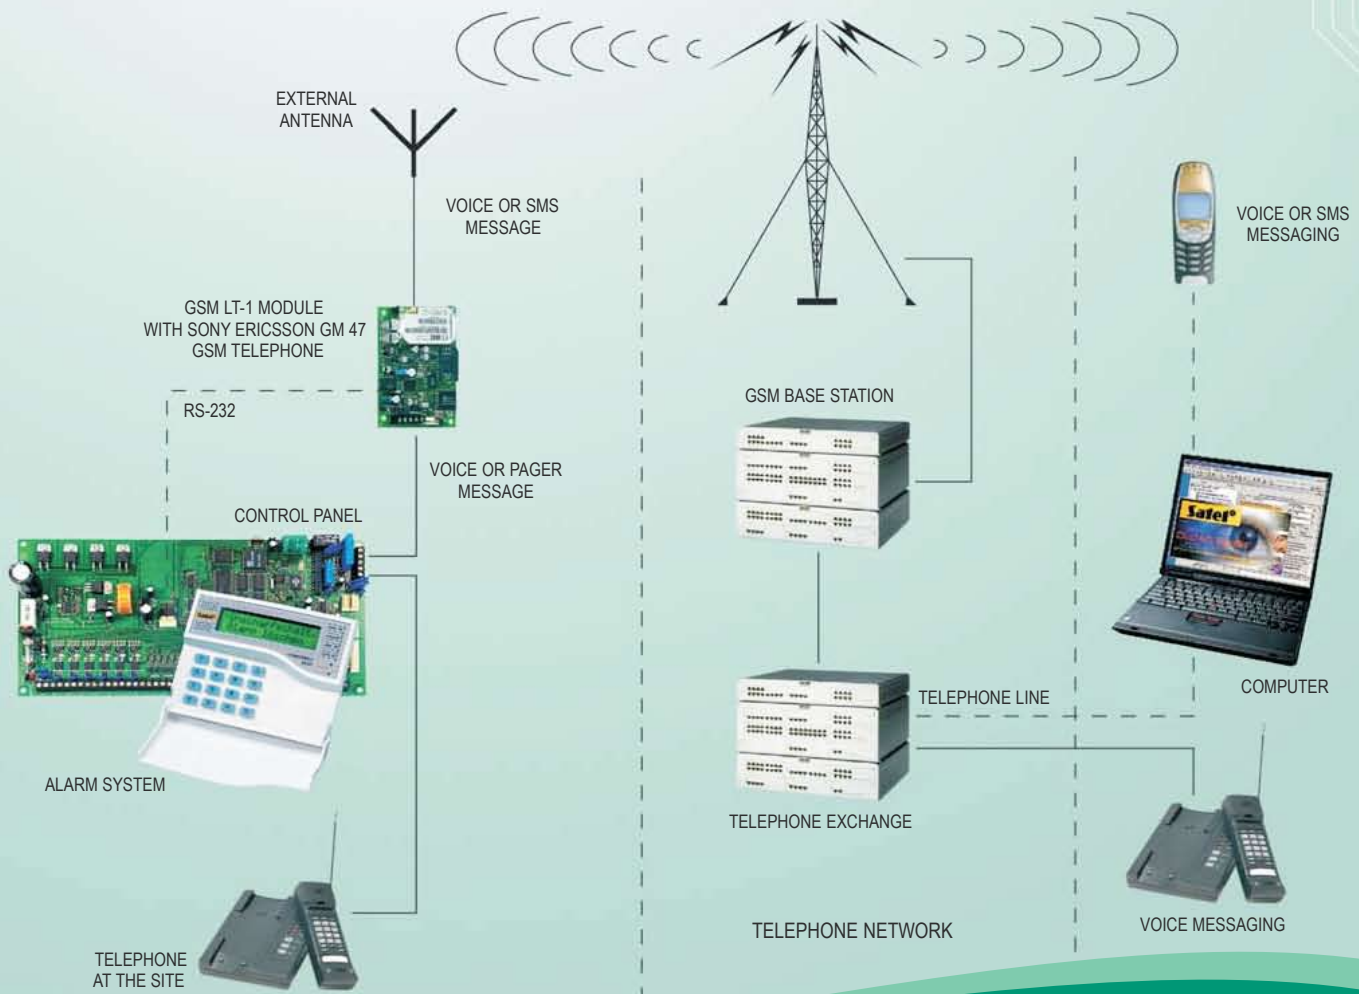 EXTERNAL
ANTENNA
VOICE OR SMS
MESSAGE
VOICE OR SMS
MESSAGING
GSM LT-1 MODULE
WITH SONY ERICSSON GM 47
GSM TELEPHONE
RS-232
GSM BASE STATION
VOICE OR PAGER
MESSAGE
CONTROL PANEL
Satel®
TELEPHONE LINE
COMPUTER
ALARM SYSTEM
TELEPHONE EXCHANGE
TELEPHONE NETWORK
VOICE MESSAGING
TELEPHONE
AT THE SITE